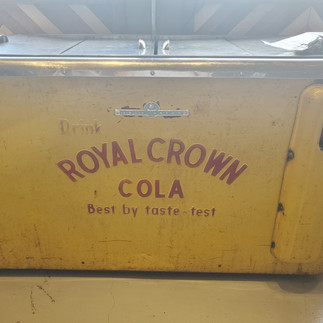 Drink
ROYAL CROWN
COLA
Best by taste-test